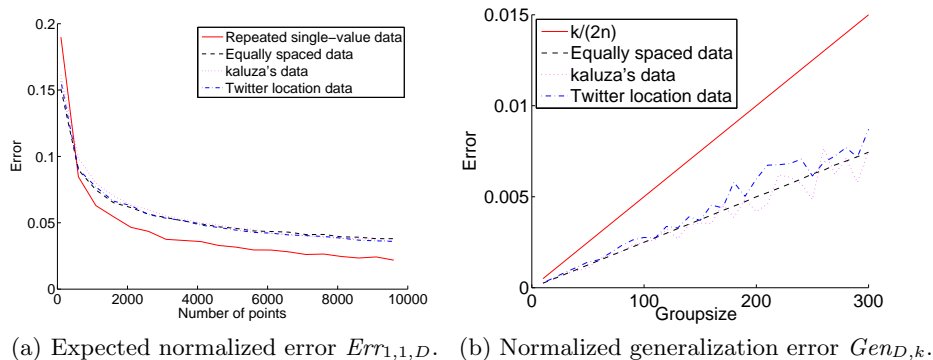 0.2
0.15
0.1
0.05
0
Error
0 2000 4000 6000 8000 10000
Number of points
Repeated single-value data
Equally spaced data
kaluza's data
Twitter location data
(a) Expected normalized error Err1,1,D.
0.015
0.01
0.005
0
Error
0 100 200 300
Groupsize
k/(2n)
Equally spaced data
kaluza's data
Twitter location data
(b) Normalized generalization error GenD,k.